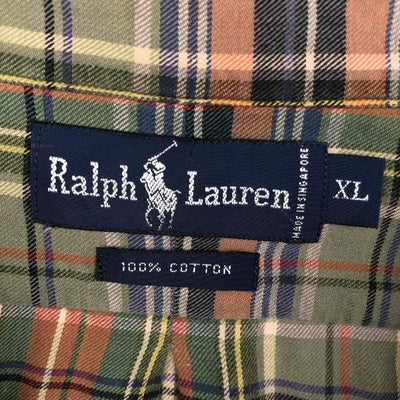 Ralph Lauren
MADE IN SINGAPORE
XL
100% COTTON